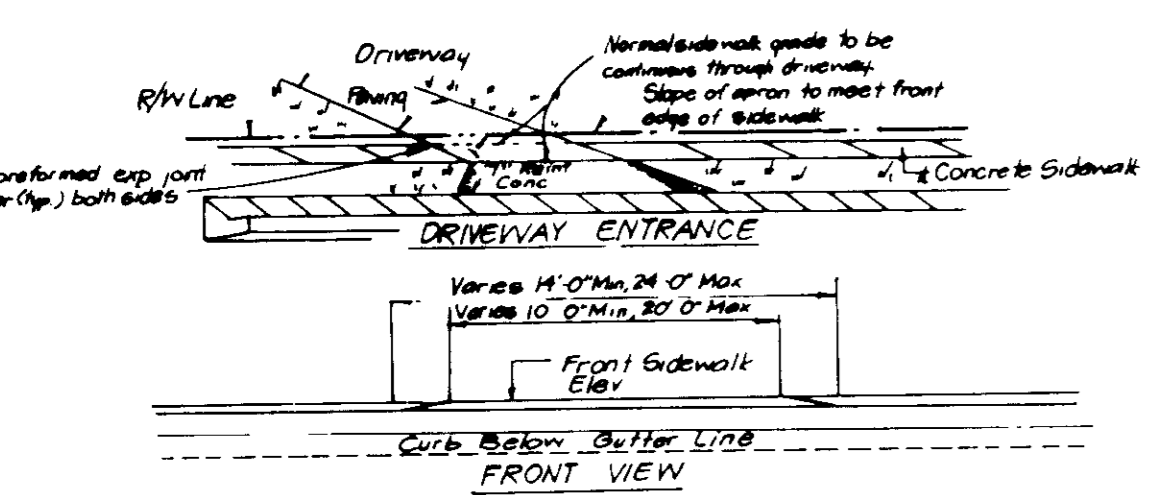 Driveway
Normal sidewalk grade to be
continuous through driveway
Slope of apron to meet front
edge of sidewalk
R/W Line
Paving
preformed exp joint
(typ.) both sides
Conc
Concrete Sidewalk
DRIVEWAY ENTRANCE
Varies 14'-0" Min, 24'-0" Max
Varies 10'0" Min, 20'0" Max
Front Sidewalk
Elev
Curb Below Gutter Line
FRONT VIEW